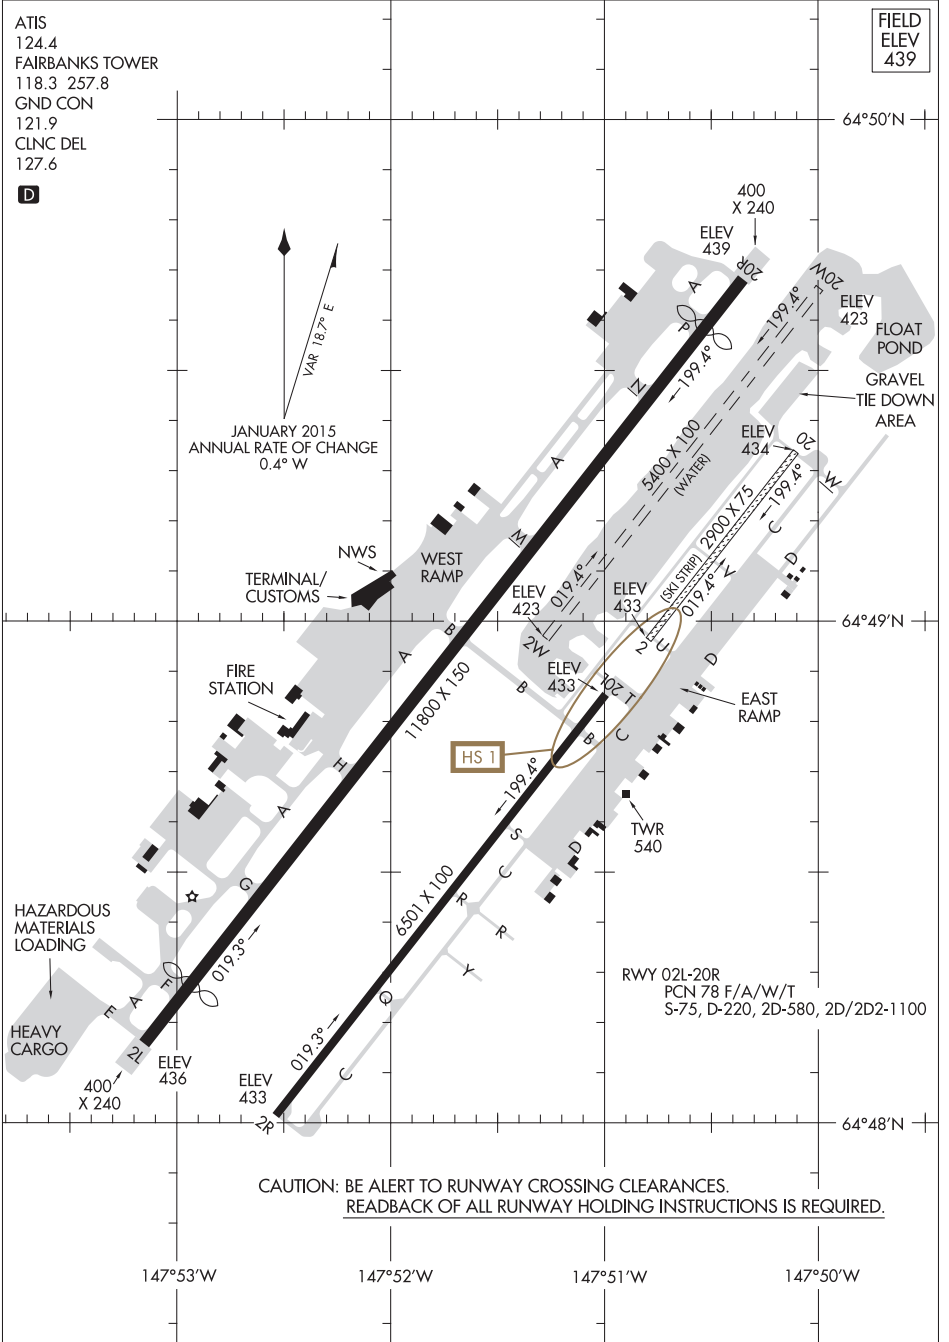 ATIS
124.4
FAIRBANKS TOWER
118.3 257.8
GND CON
121.9
CLNC DEL
127.6
D
FIELD
ELEV
439
64°50'N
400
X 240
ELEV
439
20R
A
P
199.4°
20W
199.4°
ELEV
423
FLOAT
POND
GRAVEL
TIE DOWN
AREA
VAR 18.7° E
JANUARY 2015
ANNUAL RATE OF CHANGE
0.4° W
N
A
5400 X 100
(WATER)
ELEV
434
20
199.4°
W
2900 X 75
C
D
M
NWS
WEST
RAMP
TERMINAL/
CUSTOMS
ELEV
423
019.4°
ELEV
433
(SKI STRIP)
019.4°
V
64°49'N
B
2W
2
U
A
D
FIRE
STATION
11800 X 150
B
ELEV
433
20L
T
EAST
RAMP
HS 1
B
C
H
199.4°
A
TWR
540
S
D
C
G
6501 X 100
R
R
HAZARDOUS
MATERIALS
LOADING
019.3°
Y
RWY 02L-20R
PCN 78 F/A/W/T
S-75, D-220, 2D-580, 2D/2D2-1100
F
A
E
Q
HEAVY
CARGO
2L
ELEV
436
019.3°
400
X 240
ELEV
433
C
2R
64°48'N
CAUTION: BE ALERT TO RUNWAY CROSSING CLEARANCES.
READBACK OF ALL RUNWAY HOLDING INSTRUCTIONS IS REQUIRED.
147°53'W
147°52'W
147°51'W
147°50'W